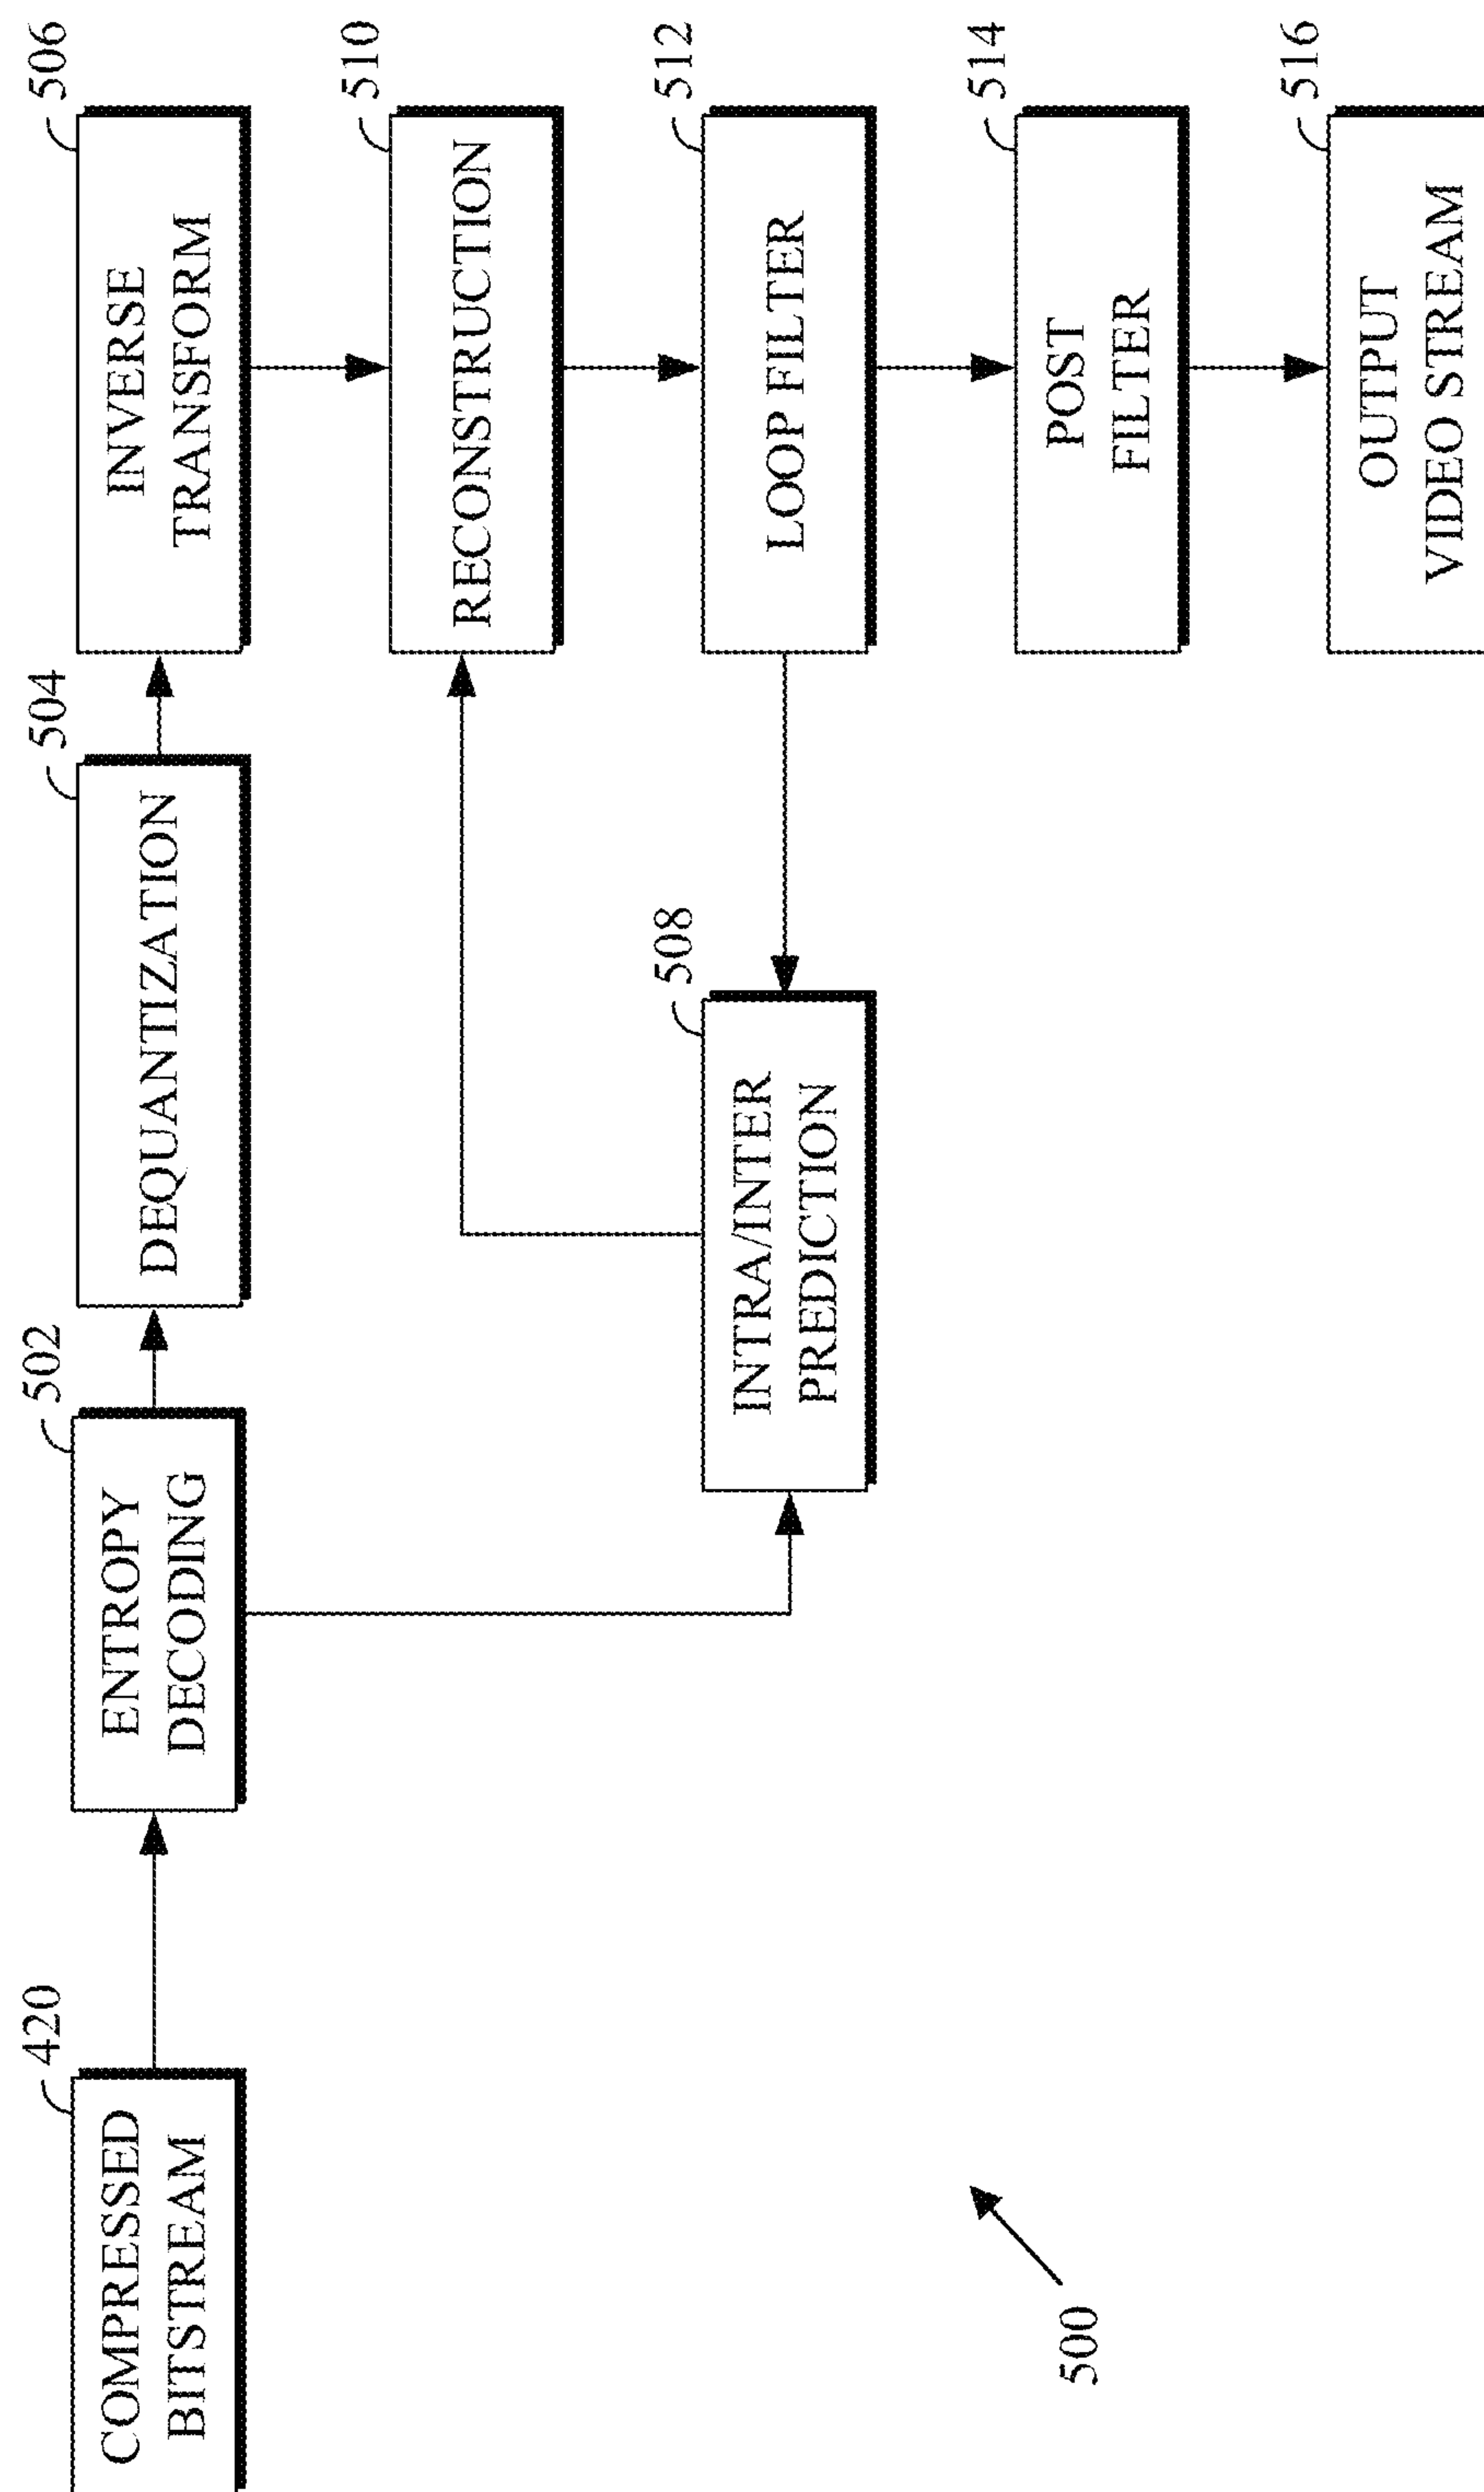 420
COMPRESSED
BITSTREAM
502
ENTROPY
DECODING
504
DEQUANTIZATION
506
INVERSE
TRANSFORM
508
INTRA/INTER
PREDICTION
510
RECONSTRUCTION
512
LOOP FILTER
514
POST
FILTER
516
OUTPUT
VIDEO STREAM
500